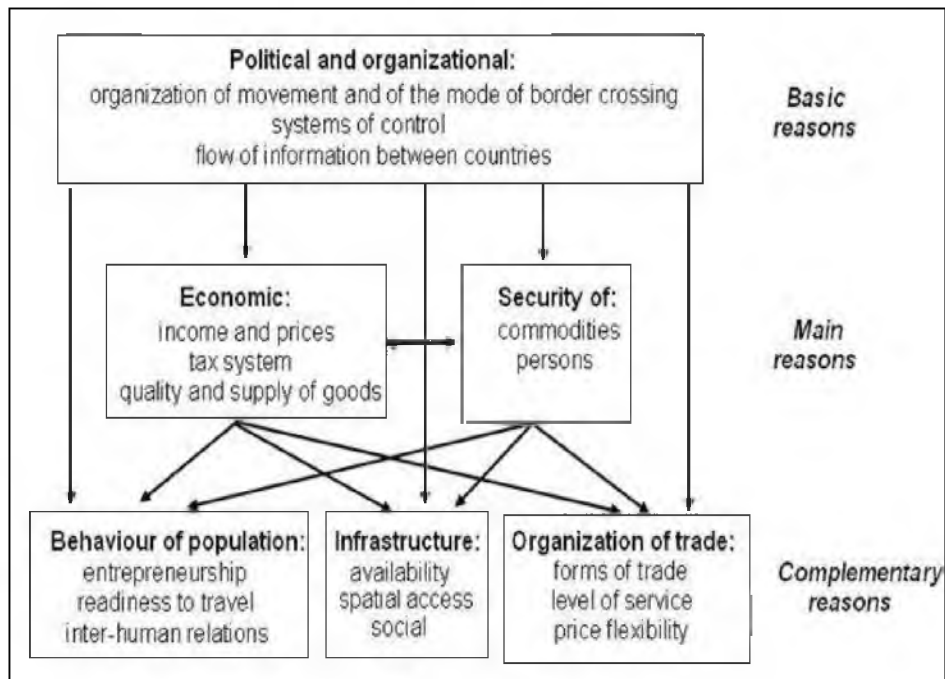 Political and organizational:
organization of movement and of the mode of border crossing
systems of control
flow of information between countries
Basic
reasons
Economic:
income and prices
tax system
quality and supply of goods
Security of:
commodities
persons
Main
reasons
Behaviour of population:
entrepreneurship
readiness to travel
inter-human relations
Infrastructure:
availability
spatial access
social
Organization of trade:
forms of trade
level of service
price flexibility
Complementary
reasons